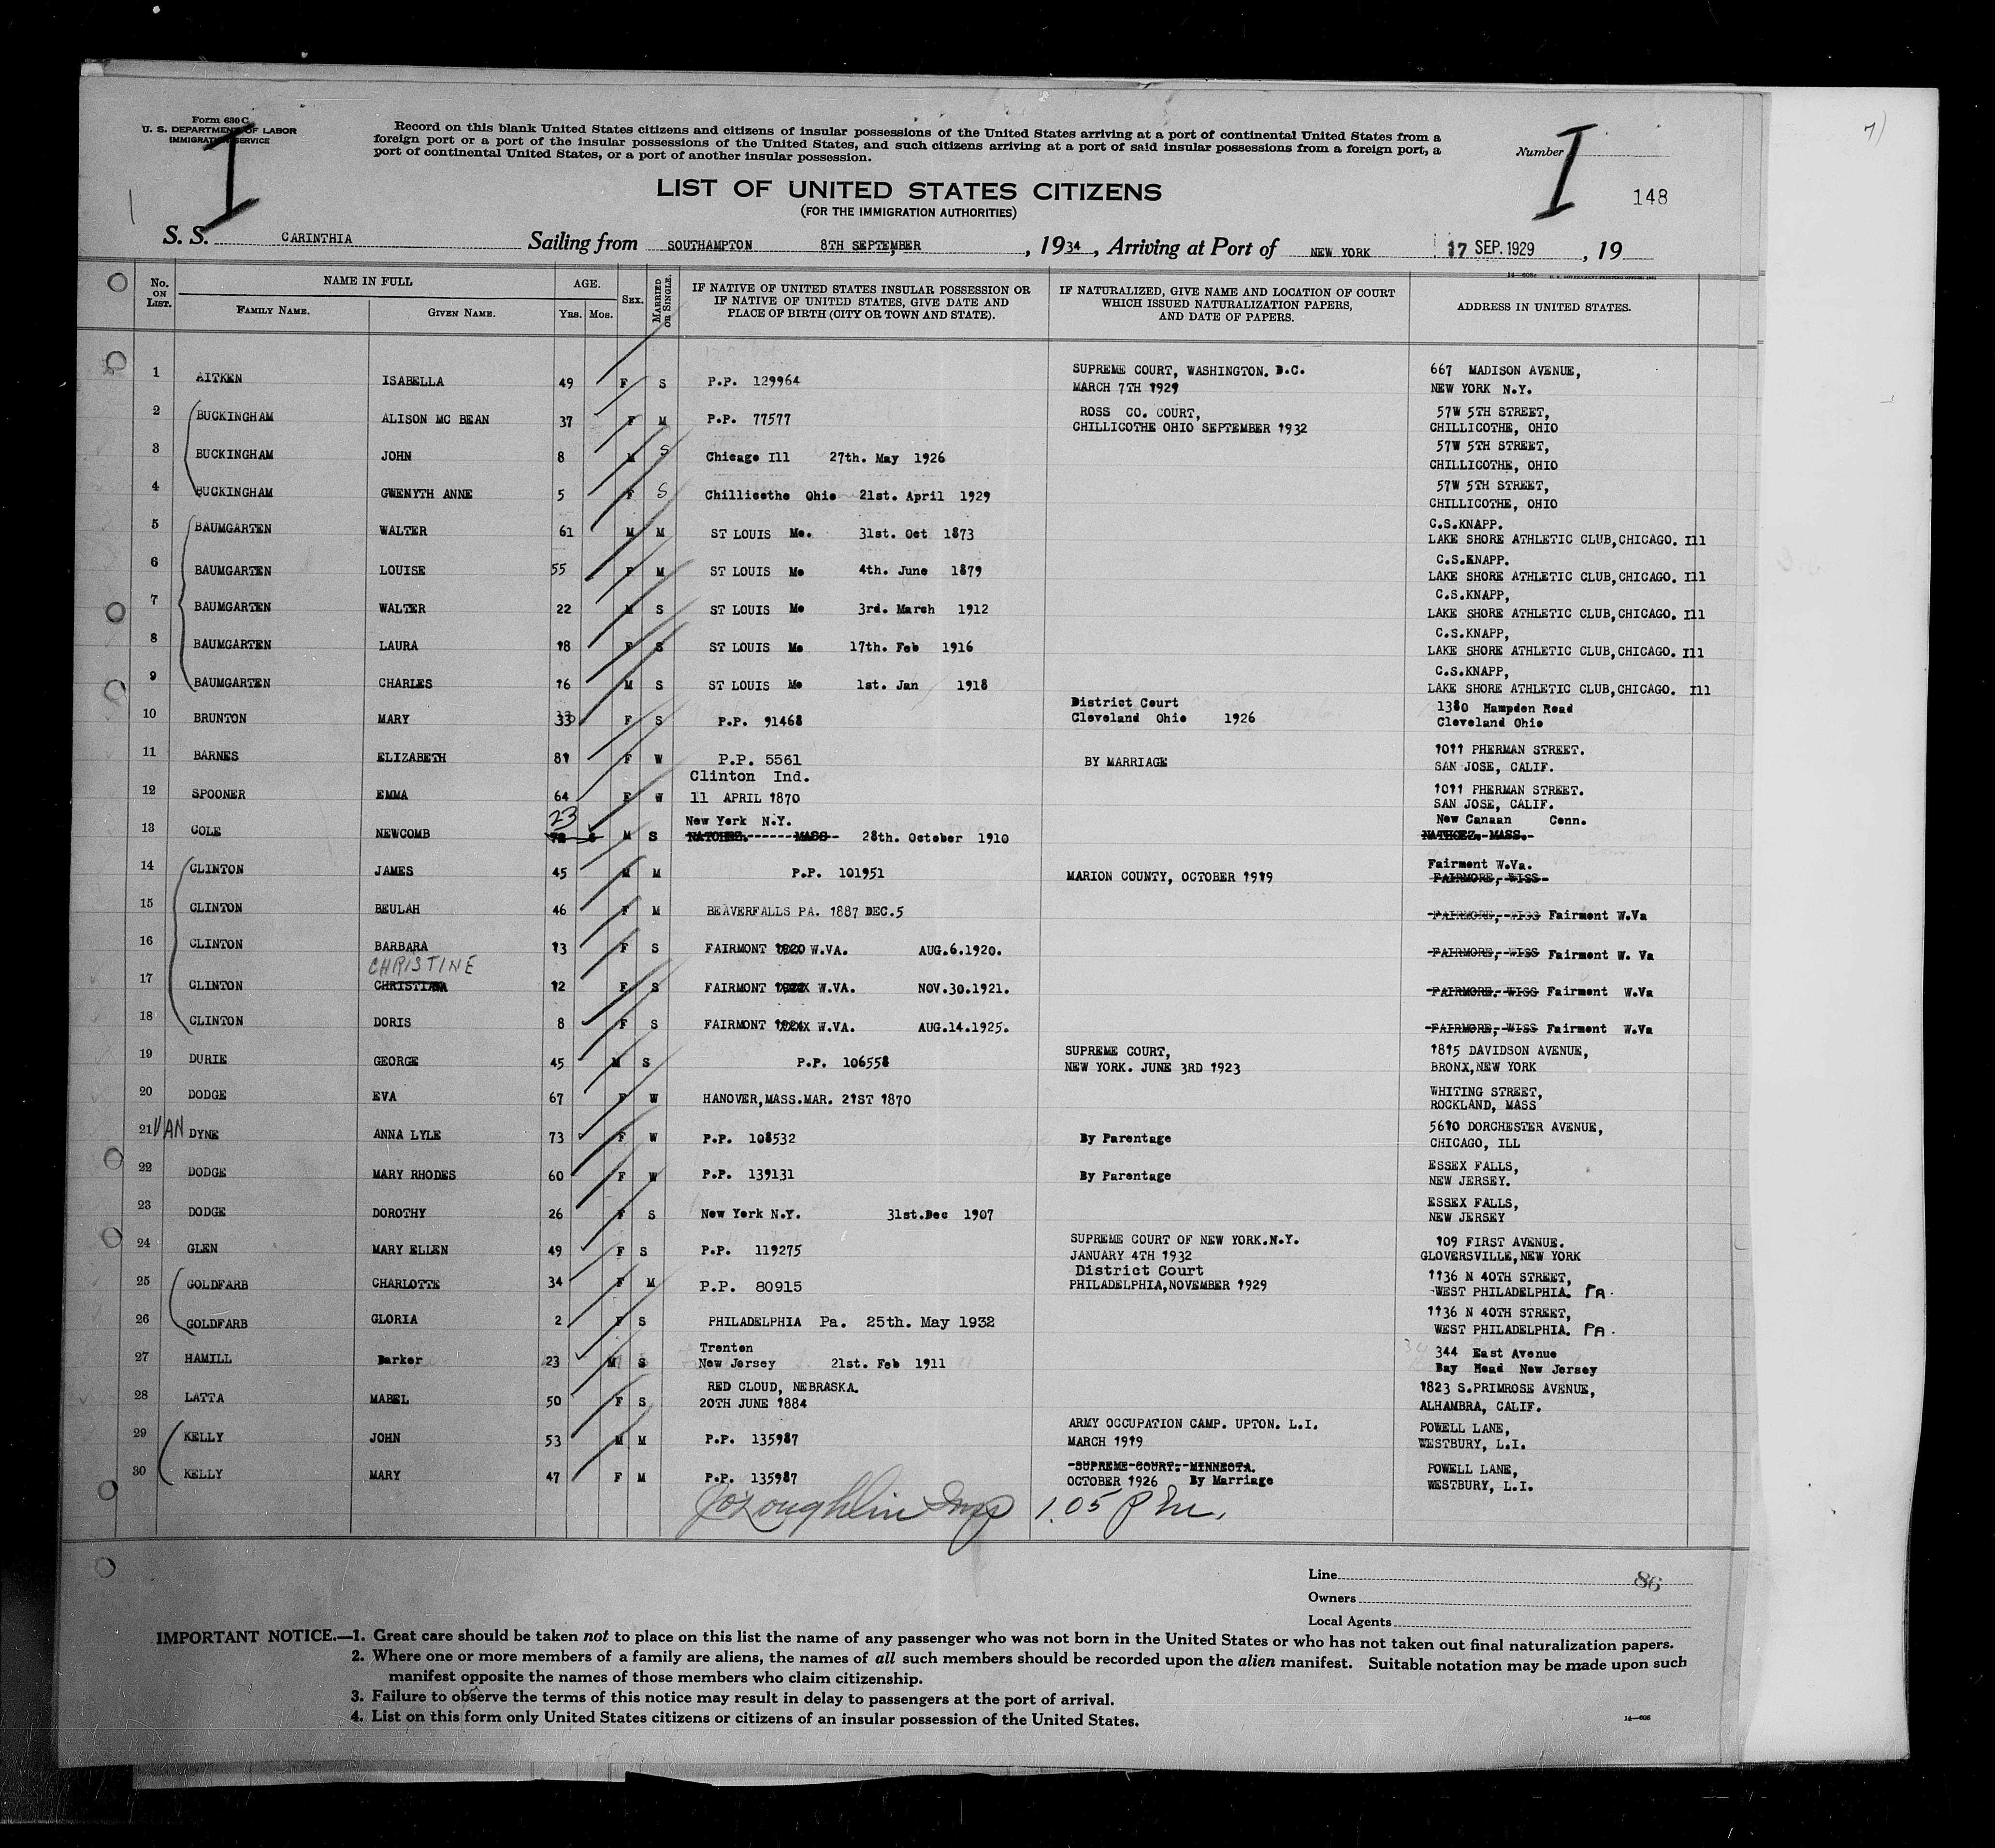 Form 630 C
U. S. DEPARTMENT OF LABOR
IMMIGRATION SERVICE
I
Record on this blank United States citizens and citizens of insular possessions of the United States arriving at a port of continental United States from a
foreign port or a port of the insular possessions of the United States, and such citizens arriving at a port of said insular possessions from a foreign port, a
port of continental United States, or a port of another insular possession.
Number
I
148
LIST OF UNITED STATES CITIZENS
(FOR THE IMMIGRATION AUTHORITIES)
S. S. CARINTHIA Sailing from SOUTHAMPTON 8TH SEPTEMBER, 1934, Arriving at Port of NEW YORK 17 SEP. 1929, 19
No. ON LIST. NAME IN FULL FAMILY NAME. GIVEN NAME. AGE. YRS. MOS. SEX. MARRIED OR SINGLE. IF NATIVE OF UNITED STATES INSULAR POSSESSION OR IF NATIVE OF UNITED STATES, GIVE DATE AND PLACE OF BIRTH (CITY OR TOWN AND STATE). IF NATURALIZED, GIVE NAME AND LOCATION OF COURT WHICH ISSUED NATURALIZATION PAPERS, AND DATE OF PAPERS. ADDRESS IN UNITED STATES.
1 AITKEN ISABELLA 49 F S P.P. 129964 SUPREME COURT, WASHINGTON. D.C. MARCH 7TH 1929 667 MADISON AVENUE, NEW YORK N.Y.
2 BUCKINGHAM ALISON MC BEAN 37 F M P.P. 77577 ROSS CO. COURT, CHILLICOTHE OHIO SEPTEMBER 1932 57W 5TH STREET, CHILLICOTHE, OHIO
3 BUCKINGHAM JOHN 8 M S Chicago Ill 27th. May 1926 57W 5TH STREET, CHILLICOTHE, OHIO
4 BUCKINGHAM GWENYTH ANNE 5 F S Chillicothe Ohio 21st. April 1929 57W 5TH STREET, CHILLICOTHE, OHIO
5 BAUMGARTEN WALTER 61 M M ST LOUIS Mo. 31st. Oct 1873 C.S.KNAPP. LAKE SHORE ATHLETIC CLUB,CHICAGO. Ill
6 BAUMGARTEN LOUISE 55 F M ST LOUIS Mo 4th. June 1879 C.S.KNAPP. LAKE SHORE ATHLETIC CLUB,CHICAGO. Ill
7 BAUMGARTEN WALTER 22 M S ST LOUIS Mo 3rd. March 1912 C.S.KNAPP, LAKE SHORE ATHLETIC CLUB,CHICAGO. Ill
8 BAUMGARTEN LAURA 18 F S ST LOUIS Mo 17th. Feb 1916 C.S.KNAPP, LAKE SHORE ATHLETIC CLUB,CHICAGO. Ill
9 BAUMGARTEN CHARLES 16 M S ST LOUIS Mo 1st. Jan 1918 C.S.KNAPP, LAKE SHORE ATHLETIC CLUB,CHICAGO. Ill
10 BRUNTON MARY 33 F S P.P. 91468 District Court Cleveland Ohio 1926 1380 Hampden Road Cleveland Ohio
11 BARNES ELIZABETH 81 F W P.P. 5561 BY MARRIAGE 1011 PHERMAN STREET. SAN JOSE, CALIF.
12 SPOONER EMMA 64 F W Clinton Ind. 11 APRIL 1870 1011 PHERMAN STREET. SAN JOSE, CALIF.
13 COLE NEWCOMB 23 M S New York N.Y. NATCHEZ. MASS 28th. October 1910 New Canaan Conn. NATHOEZ. MASS.
14 CLINTON JAMES 45 M M P.P. 101951 MARION COUNTY, OCTOBER 1919 Fairmont W.Va. FAIRMORE, WISS
15 CLINTON BEULAH 46 F M BEAVERFALLS PA. 1887 DEC.5 FAIRMORE, WISS Fairmont W.Va
16 CLINTON BARBARA 13 F S FAIRMONT 1920 W.VA. AUG.6.1920. FAIRMORE, WISS Fairmont W. Va
17 CLINTON CHRISTINE CHRISTIANA 12 F S FAIRMONT W.VA. NOV.30.1921. FAIRMORE, WISS Fairmont W.Va
18 CLINTON DORIS 8 F S FAIRMONT W.VA. AUG.14.1925. FAIRMORE, WISS Fairmont W.Va
19 DURIE GEORGE 45 M S P.P. 106558 SUPREME COURT, NEW YORK. JUNE 3RD 1923 1815 DAVIDSON AVENUE, BRONX,NEW YORK
20 DODGE EVA 67 F W HANOVER,MASS.MAR. 21ST 1870 WHITING STREET, ROCKLAND, MASS
21 VAN DYNE ANNA LYLE 73 F W P.P. 108532 By Parentage 5610 DORCHESTER AVENUE, CHICAGO, ILL
22 DODGE MARY RHODES 60 F W P.P. 139131 By Parentage ESSEX FALLS, NEW JERSEY.
23 DODGE DOROTHY 26 F S New York N.Y. 31st.Dec 1907 ESSEX FALLS, NEW JERSEY
24 GLEN MARY ELLEN 49 F S P.P. 119275 SUPREME COURT OF NEW YORK.N.Y. JANUARY 4TH 1932 109 FIRST AVENUE. GLOVERSVILLE,NEW YORK
25 GOLDFARB CHARLOTTE 34 F M P.P. 80915 District Court PHILADELPHIA,NOVEMBER 1929 1136 N 40TH STREET, WEST PHILADELPHIA. PA.
26 GOLDFARB GLORIA 2 F S PHILADELPHIA Pa. 25th. May 1932 1136 N 40TH STREET, WEST PHILADELPHIA. PA.
27 HAMILL Barker 23 M S Trenton New Jersey 21st. Feb 1911 344 East Avenue Bay Head New Jersey
28 LATTA MABEL 50 F S RED CLOUD, NEBRASKA. 20TH JUNE 1884 1823 S.PRIMROSE AVENUE, ALHAMBRA, CALIF.
29 KELLY JOHN 53 M M P.P. 135987 ARMY OCCUPATION CAMP. UPTON. L.I. MARCH 1919 POWELL LANE, WESTBURY, L.I.
30 KELLY MARY 47 F M P.P. 135987 SUPREME COURT. MINNESTA. OCTOBER 1926 By Marriage POWELL LANE, WESTBURY, L.I.
JO'Loughlin Insp 1.05 pm.
Line 86
Owners
Local Agents
IMPORTANT NOTICE.—1. Great care should be taken not to place on this list the name of any passenger who was not born in the United States or who has not taken out final naturalization papers.
2. Where one or more members of a family are aliens, the names of all such members should be recorded upon the alien manifest. Suitable notation may be made upon such
manifest opposite the names of those members who claim citizenship.
3. Failure to observe the terms of this notice may result in delay to passengers at the port of arrival.
4. List on this form only United States citizens or citizens of an insular possession of the United States.
14—606